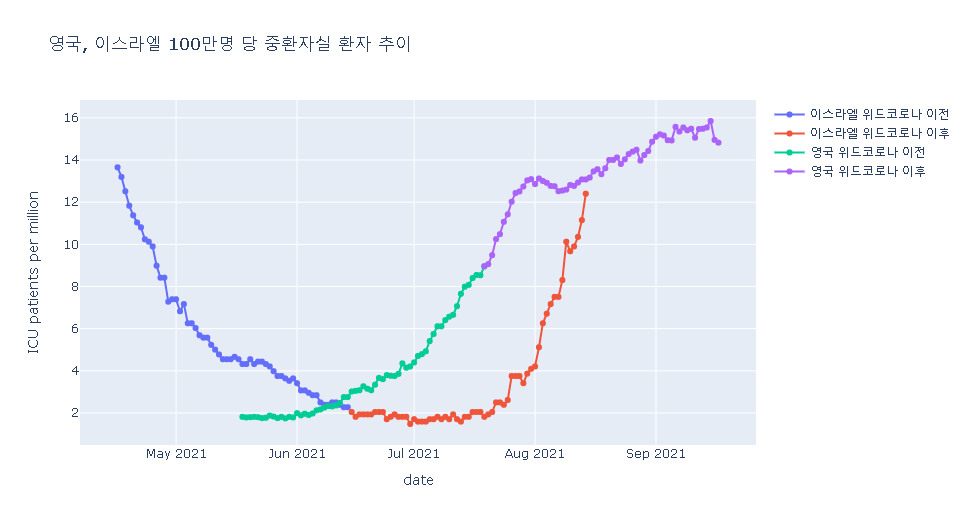 영국, 이스라엘 100만명 당 중환자실 환자 추이
이스라엘 위드코로나 이전
이스라엘 위드코로나 이후
영국 위드코로나 이전
영국 위드코로나 이후
ICU patients per million
16
14
12
10
8
6
4
2
May 2021 Jun 2021 Jul 2021 Aug 2021 Sep 2021
date